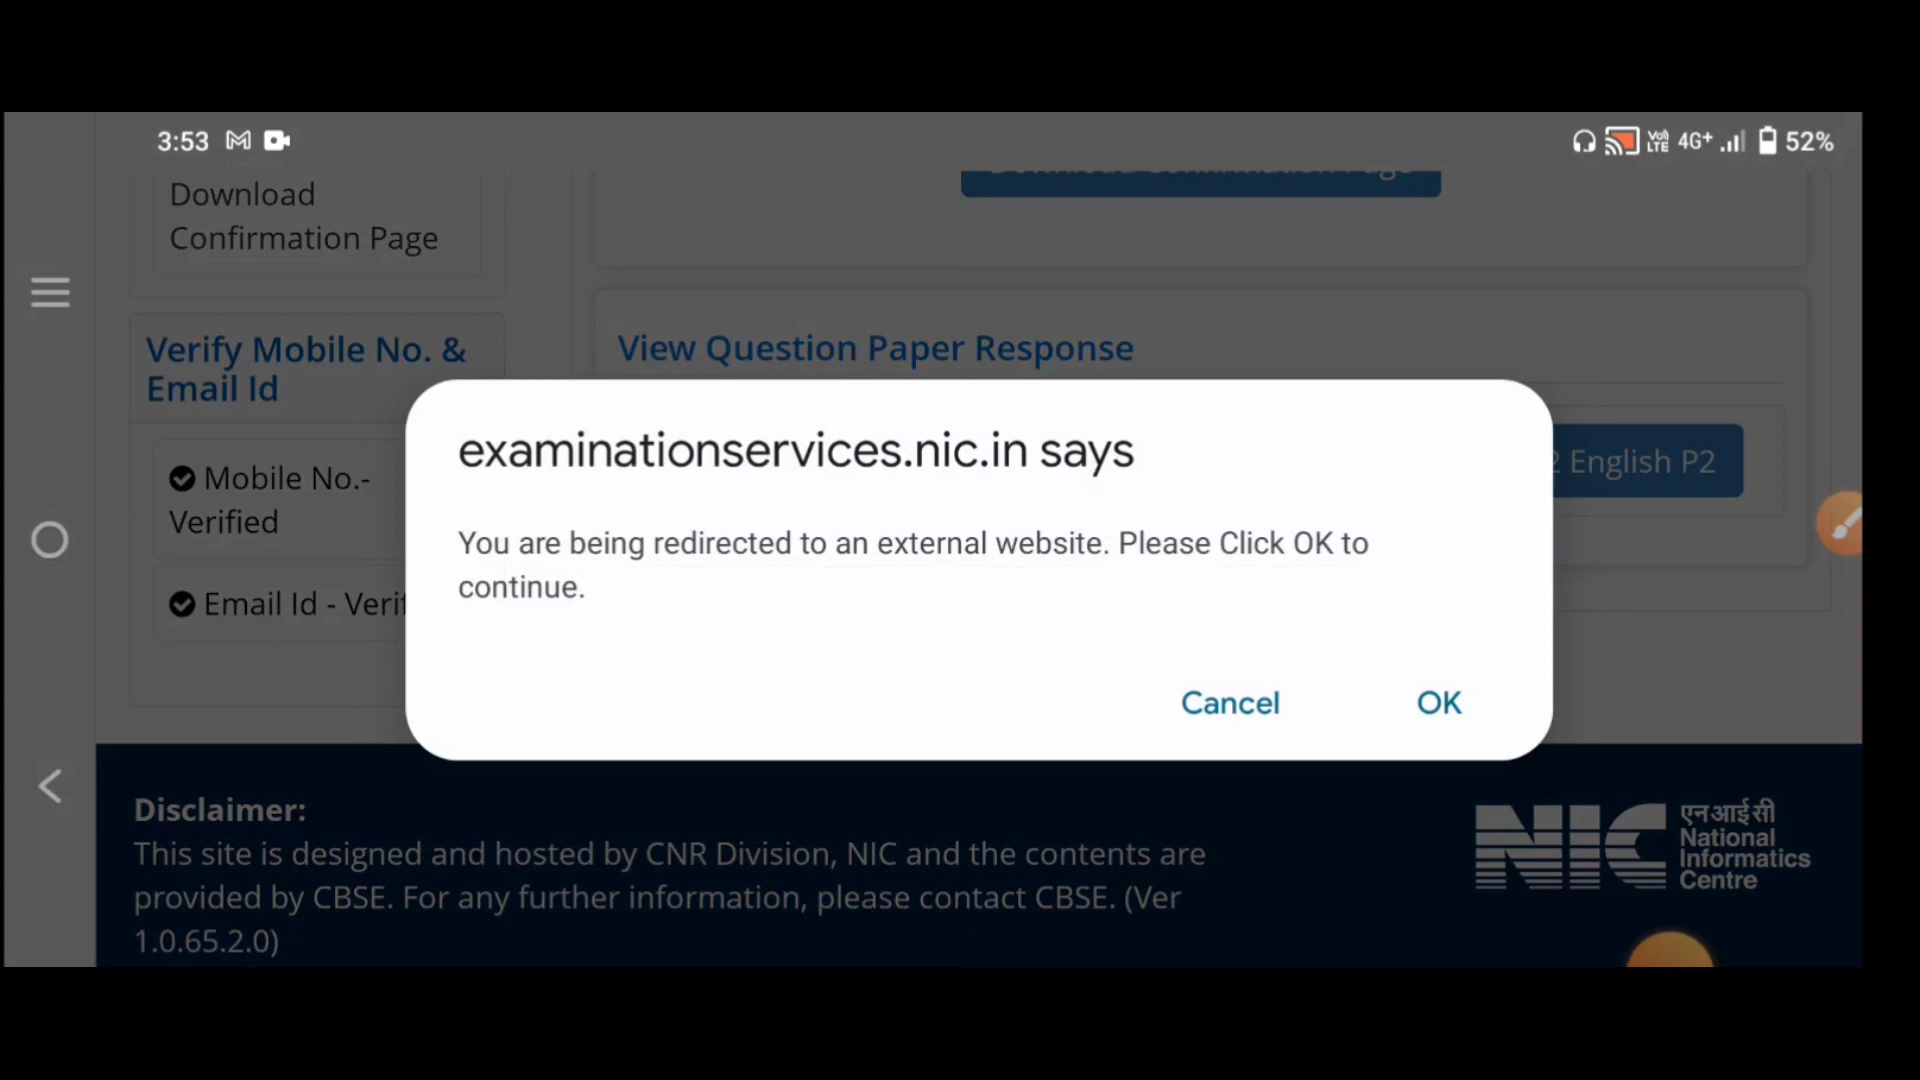 3:53
Vo))
LTE
4G+
52%
Download
Confirmation Page
Verify Mobile No. &
Email Id
View Question Paper Response
Mobile No.-
Verified
Email Id -
English P2
examinationservices.nic.in says
You are being redirected to an external website. Please Click OK to
continue.
Cancel
OK
Disclaimer:
This site is designed and hosted by CNR Division, NIC and the contents are
provided by CBSE. For any further information, please contact CBSE. (Ver
1.0.65.2.0)
NIC
एनआईसी
National
Informatics
Centre